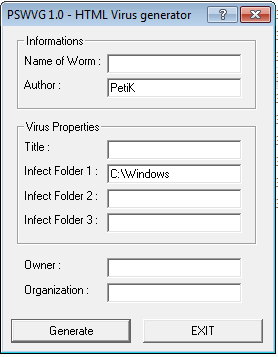 PSWVG 1.0 - HTML Virus generator
Informations
Name of Worm :
Author : PetiK
Virus Properties
Title :
Infect Folder 1 : C:\Windows
Infect Folder 2 :
Infect Folder 3 :
Owner :
Organization :
Generate EXIT